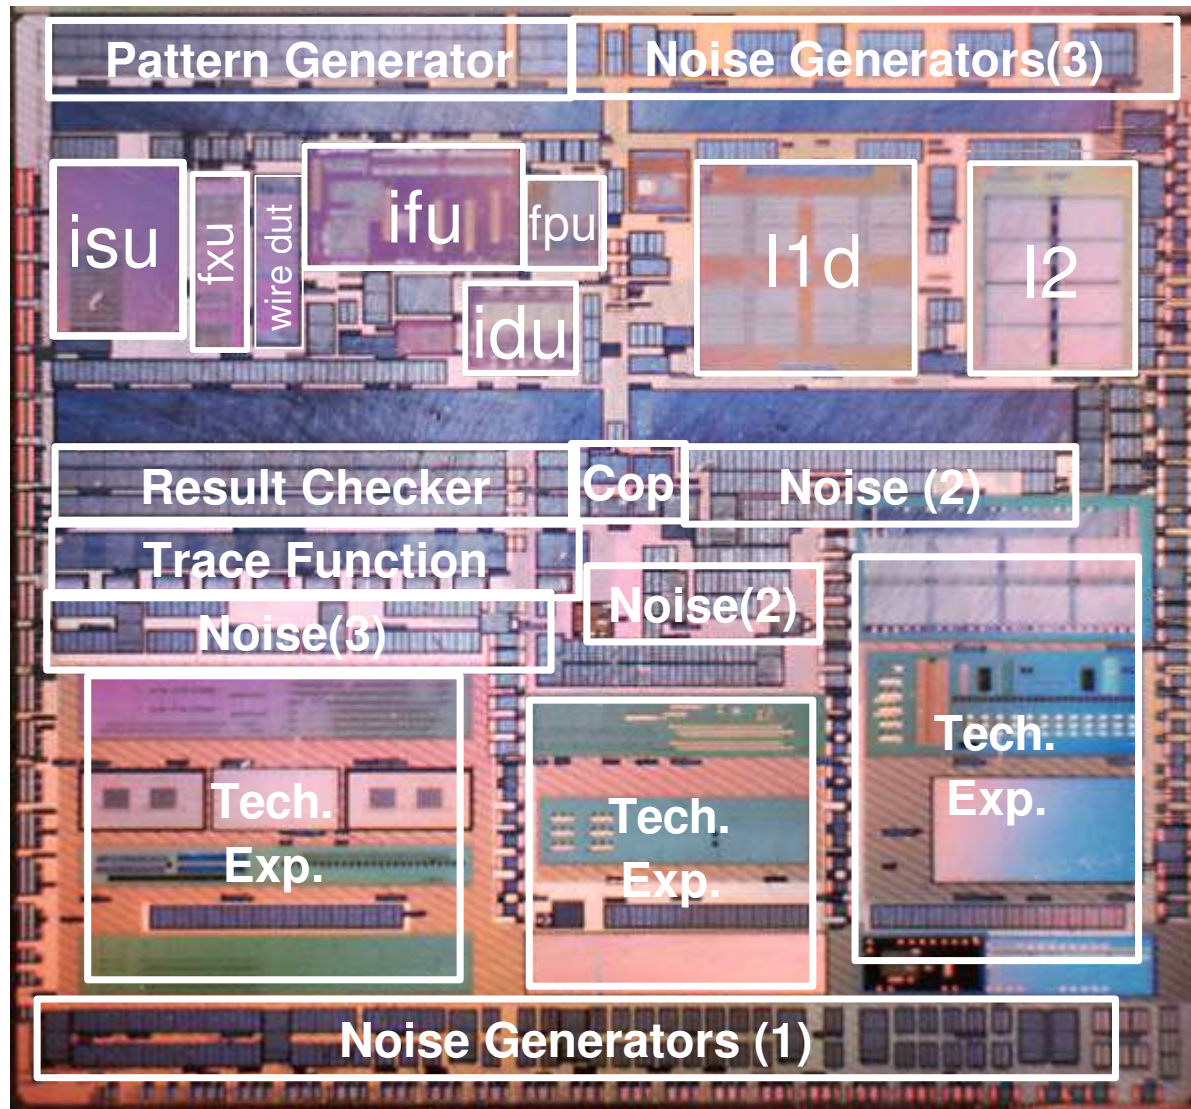 Pattern Generator
Noise Generators(3)
isu
fxu
wire dut
ifu
fpu
idu
l1d
l2
Result Checker
Cop
Noise (2)
Trace Function
Noise(2)
Noise(3)
Tech.
Exp.
Tech.
Exp.
Tech.
Exp.
Noise Generators (1)